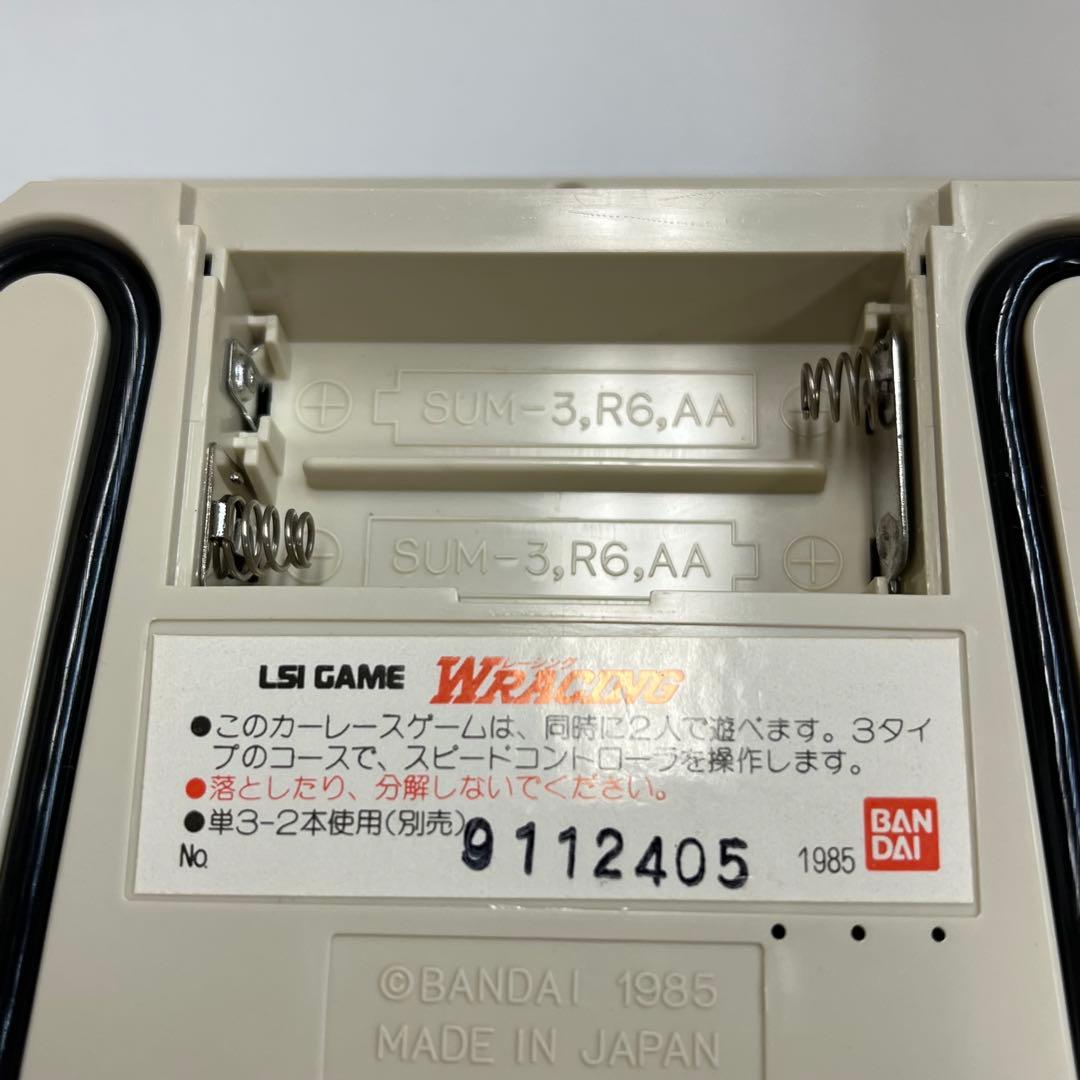 SUM-3,R6,AA
SUM-3,R6,AA
LSI GAME WRACING
レーシング
●このカーレースゲームは、同時に2人で遊べます。3タイ
プのコースで、スピードコントローラを操作します。
●落としたり、分解しないでください。
●単3-2本使用(別売)
No. 9112405 1985 BAN
DAI
©BANDAI 1985
MADE IN JAPAN